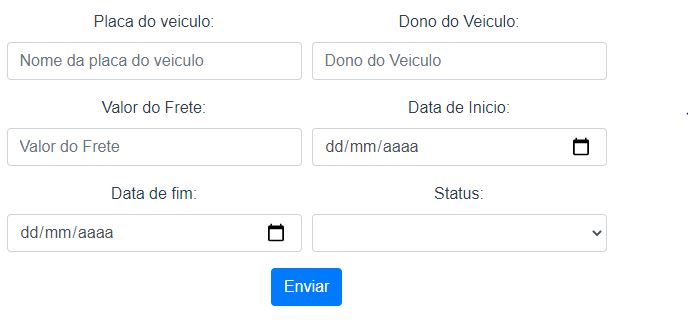 Placa do veiculo: Dono do Veiculo:
Nome da placa do veiculo Dono do Veiculo
Valor do Frete: Data de Inicio:
Valor do Frete dd/mm/aaaa
Data de fim: Status:
dd/mm/aaaa
Enviar